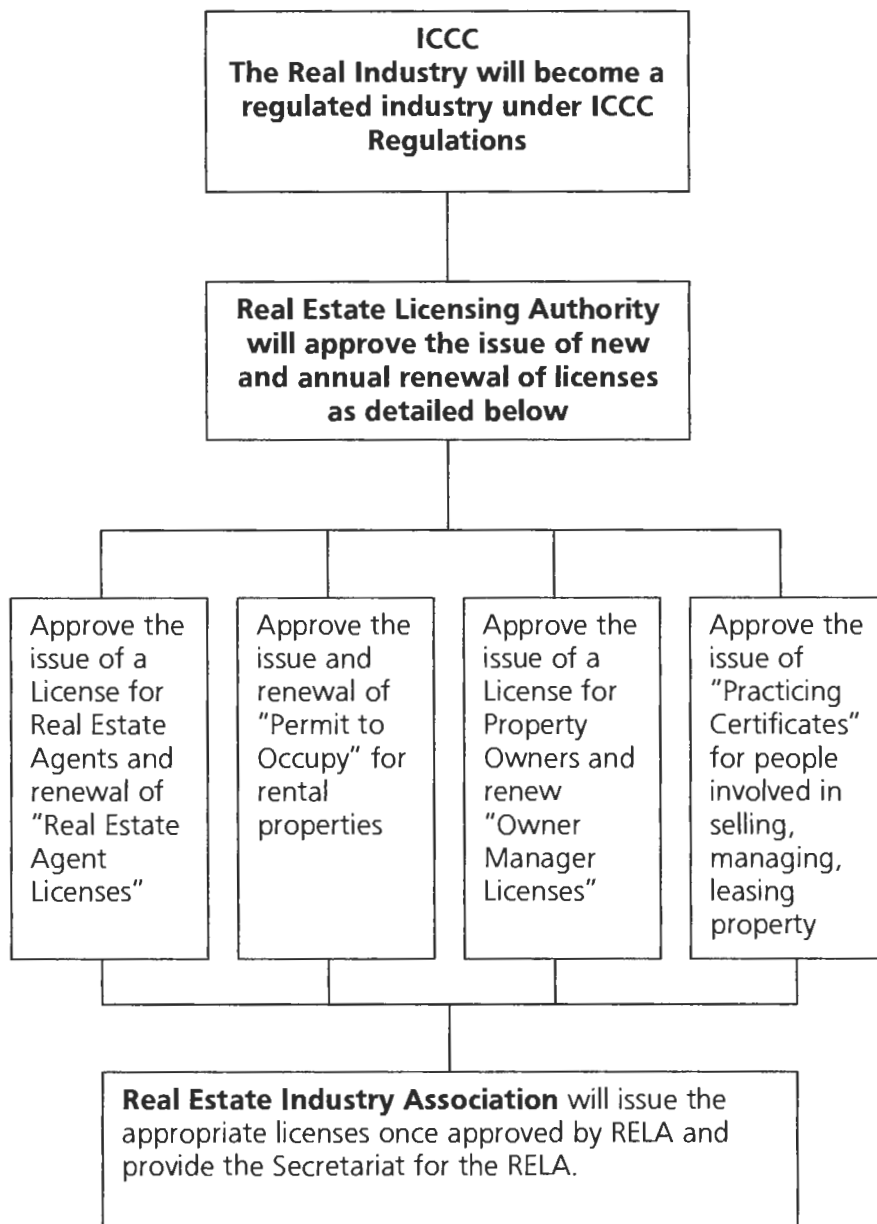 ICCC
The Real Industry will become a
regulated industry under ICCC
Regulations
Real Estate Licensing Authority
will approve the issue of new
and annual renewal of licenses
as detailed below
Approve the
issue of a
License for
Real Estate
Agents and
renewal of
"Real Estate
Agent
Licenses"
Approve the
issue and
renewal of
"Permit to
Occupy" for
rental
properties
Approve the
issue of a
License for
Property
Owners and
renew
"Owner
Manager
Licenses"
Approve the
issue of
"Practicing
Certificates"
for people
involved in
selling,
managing,
leasing
property
Real Estate Industry Association will issue the
appropriate licenses once approved by RELA and
provide the Secretariat for the RELA.